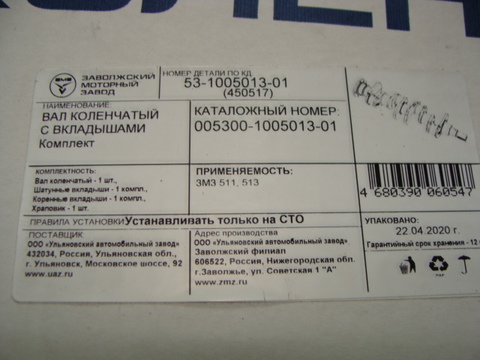 ЗАВОЛЖСКИЙ
МОТОРНЫЙ
ЗАВОД
НОМЕР ДЕТАЛИ ПО КД
53-1005013-01
(450517)
НАИМЕНОВАНИЕ
ВАЛ КОЛЕНЧАТЫЙ
С ВКЛАДЫШАМИ
Комплект
КАТАЛОЖНЫЙ НОМЕР:
005300-1005013-01
КОМПЛЕКТНОСТЬ:
Вал коленчатый - 1 шт.,
Шатунные вкладыши - 1 компл.,
Коренные вкладыши - 1 компл.,
Храповик - 1 шт.
ПРИМЕНЯЕМОСТЬ:
ЗМЗ 511, 513
4 680390 060547
ПРАВИЛА УСТАНОВКИ Устанавливать только на СТО
ПОСТАВЩИК
ООО "Ульяновский автомобильный завод"
432034, Россия, Ульяновская обл.,
г. Ульяновск, Московское шоссе, 92
www.uaz.ru
Адрес производства
ООО "Ульяновский автомобильный завод"
Заволжский филиал
606522, Россия, Нижегородская обл.
г.Заволжье, ул. Советская 1 "А"
www.zmz.ru
УПАКОВАНО:
22.04.2020 г.
Гарантийный срок хранения - 12